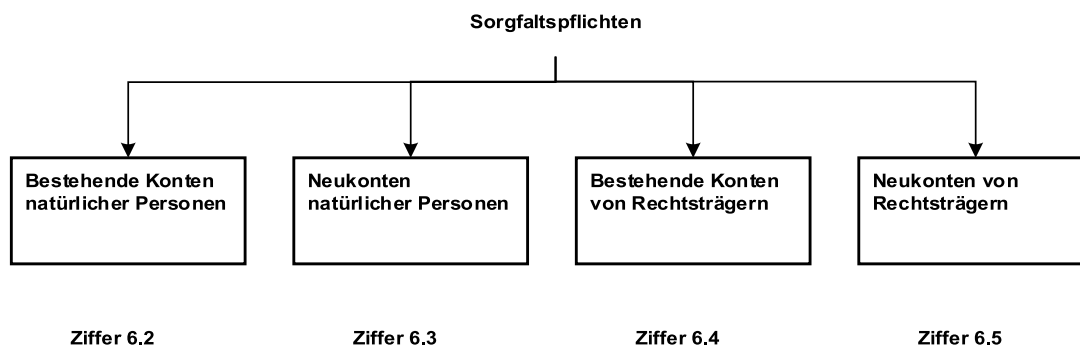 Sorgfaltspflichten
Bestehende Konten
natürlicher Personen
Neukonten
natürlicher Personen
Bestehende Konten
von Rechtsträgern
Neukonten von
Rechtsträgern
Ziffer 6.2
Ziffer 6.3
Ziffer 6.4
Ziffer 6.5